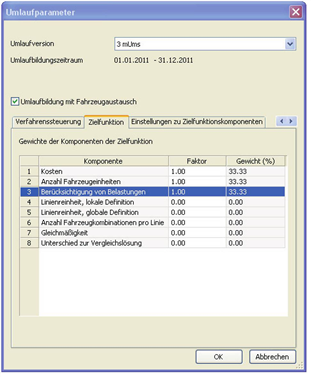 Umlaufparameter
Umlaufversion
3 mUms
Umlaufbildungszeitraum 01.01.2011 - 31.12.2011
Umlaufbildung mit Fahrzeugaustausch
Verfahrenssteuerung Zielfunktion Einstellungen zu Zielfunktionskomponenten
Gewichte der Komponenten der Zielfunktion
Komponente Faktor Gewicht (%)
1 Kosten 1.00 33.33
2 Anzahl Fahrzeugeinheiten 1.00 33.33
3 Berücksichtigung von Belastungen 1.00 33.33
4 Linienreinheit, lokale Definition 0.00 0.00
5 Linienreinheit, globale Definition 0.00 0.00
6 Anzahl Fahrzeugkombinationen pro Linie 0.00 0.00
7 Gleichmäßigkeit 0.00 0.00
8 Unterschied zur Vergleichslösung 0.00 0.00
OK Abbrechen